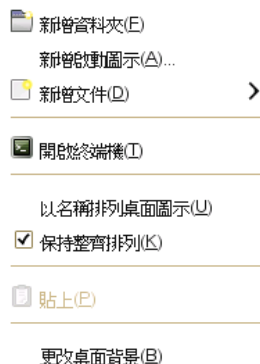 新增資料夾(F)
新增啟動圖示(A)...
新增文件(D)
開啟終端機(T)
以名稱排列桌面圖示(U)
保持整齊排列(K)
貼上(P)
更改桌面背景(B)